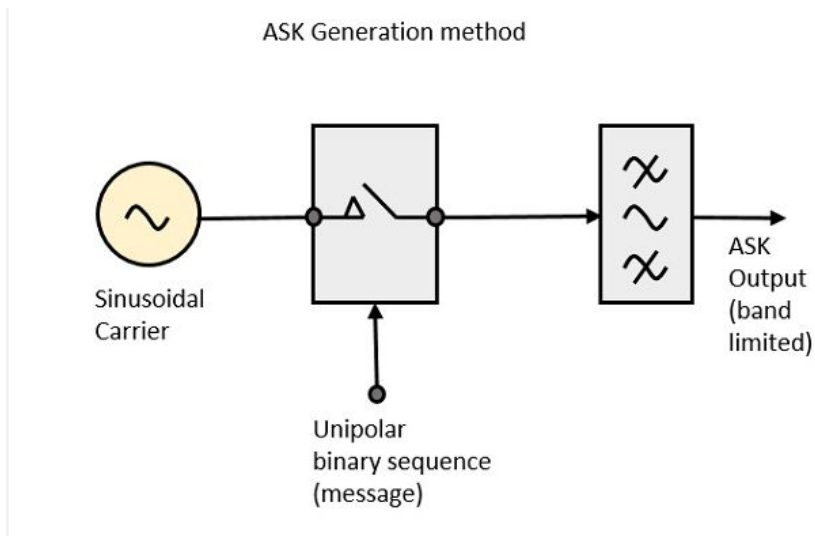 ASK Generation method
Sinusoidal
Carrier
Unipolar
binary sequence
(message)
ASK
Output
(band
limited)